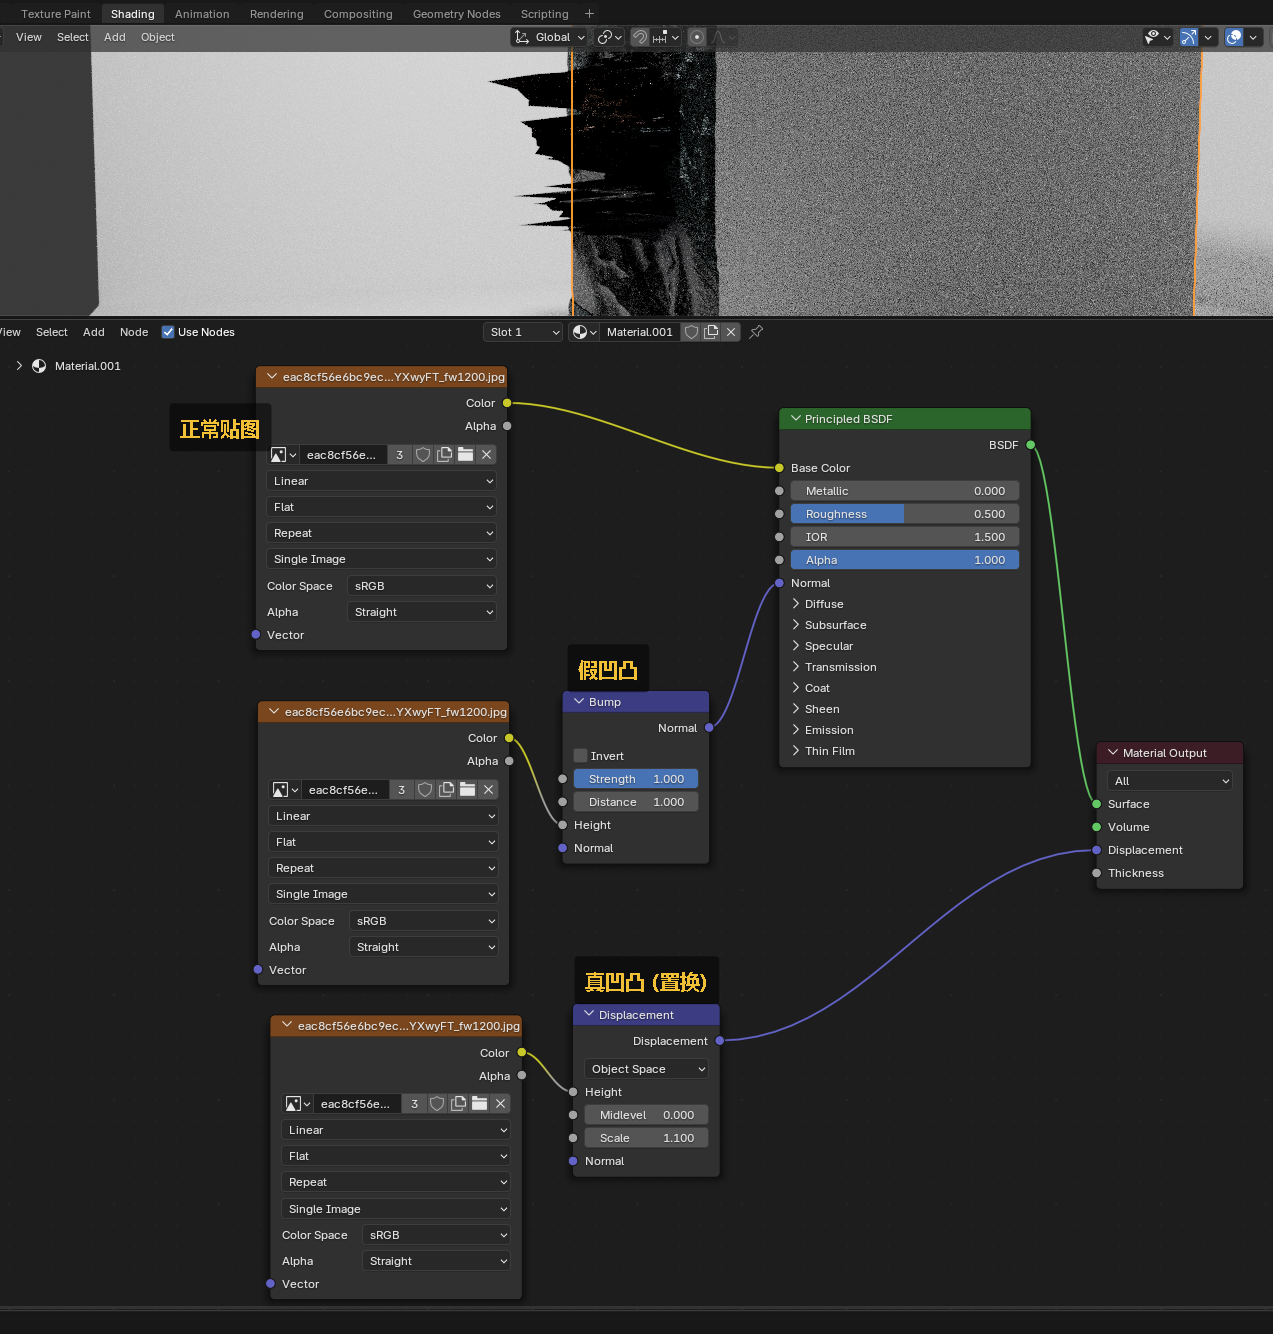 Texture Paint Shading Animation Rendering Compositing Geometry Nodes Scripting +
View Select Add Object Global
View Select Add Node Use Nodes Slot 1 Material.001
Material.001
eac8cf56e6bc9ec...YXwyFT_fw1200.jpg
Color
Alpha
正常贴图
eac8cf56e... 3
Linear
Flat
Repeat
Single Image
Color Space sRGB
Alpha Straight
Vector
Principled BSDF
BSDF
Base Color
Metallic 0.000
Roughness 0.500
IOR 1.500
Alpha 1.000
Normal
Diffuse
Subsurface
Specular
Transmission
Coat
Sheen
Emission
Thin Film
假凹凸
Bump
Normal
Invert
Strength 1.000
Distance 1.000
Height
Normal
eac8cf56e6bc9ec...YXwyFT_fw1200.jpg
Color
Alpha
eac8cf56e... 3
Linear
Flat
Repeat
Single Image
Color Space sRGB
Alpha Straight
Vector
Material Output
All
Surface
Volume
Displacement
Thickness
真凹凸 (置换)
Displacement
Displacement
Object Space
Height
Midlevel 0.000
Scale 1.100
Normal
eac8cf56e6bc9ec...YXwyFT_fw1200.jpg
Color
Alpha
eac8cf56e... 3
Linear
Flat
Repeat
Single Image
Color Space sRGB
Alpha Straight
Vector